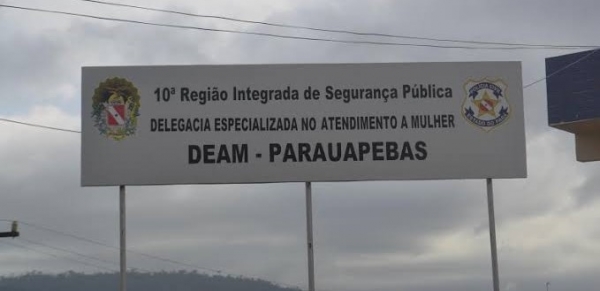 10ª Região Integrada de Segurança Pública
DELEGACIA ESPECIALIZADA NO ATENDIMENTO A MULHER
DEAM - PARAUAPEBAS